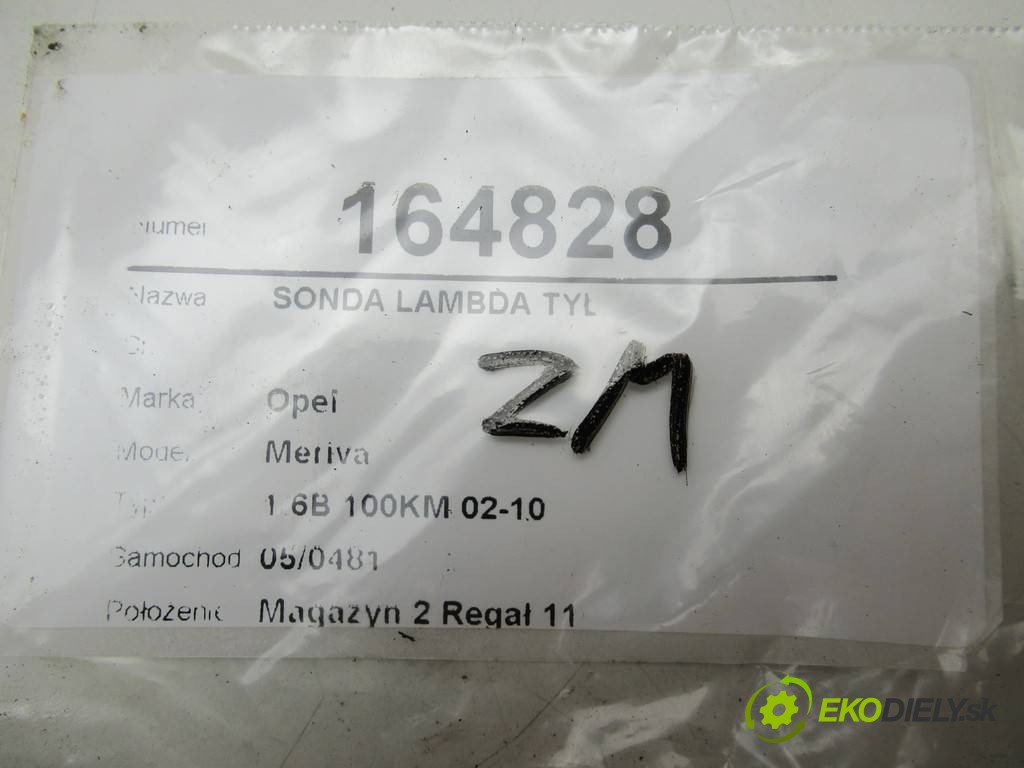 Numer 164828
Nazwa SONDA LAMBDA TYŁ
Marka Opel
Model Meriva
Typ 1.6B 100KM 02-10
Samochod 05/0481
Położenie Magazyn 2 Regał 11
ZM
EKODIELY.sk